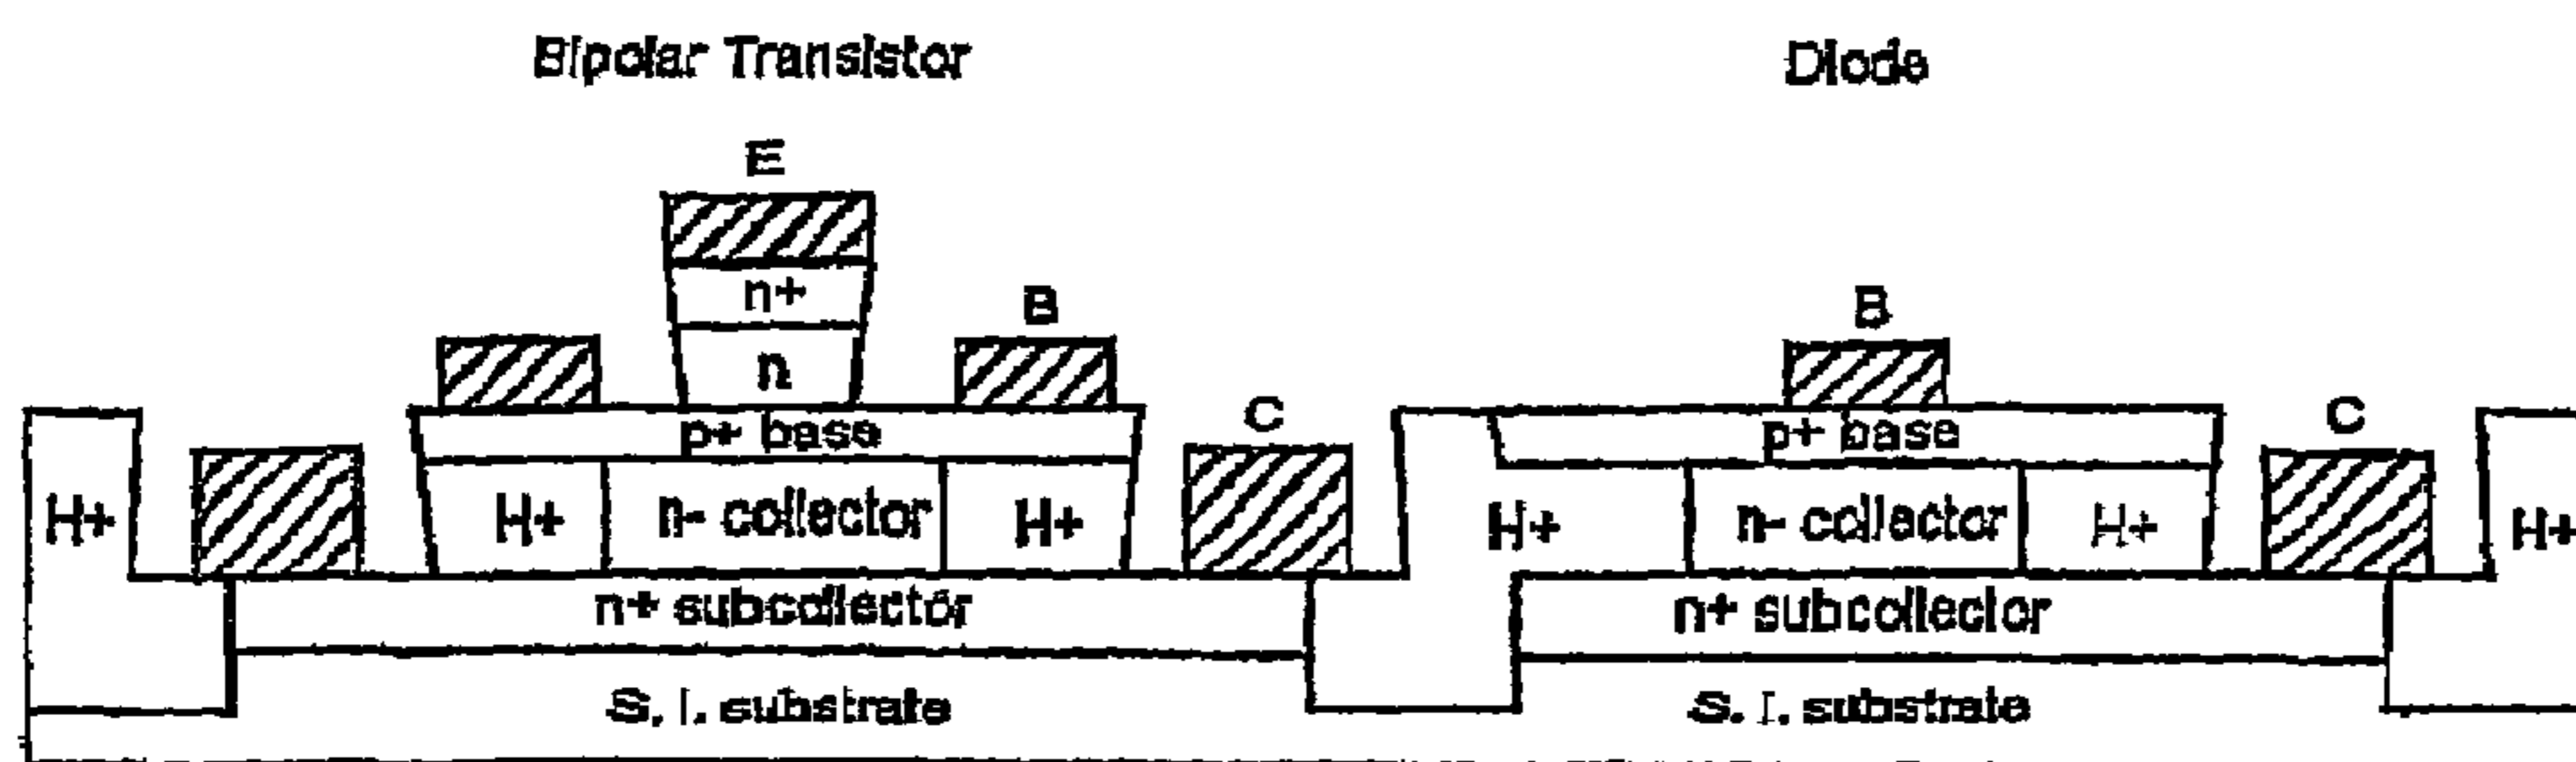 Bipolar Transistor
Diode
E
n+
B
B
n
C
C
p+ base
p+ base
H+
H+
n- collector
H+
H+
n- collector
H+
H+
n+ subcollector
n+ subcollector
S. I. substrate
S. I. substrate